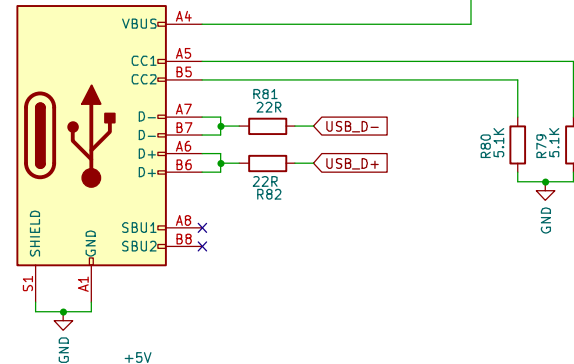 VBUS A4
CC1 A5
CC2 B5
D- A7
D- B7
D+ A6
D+ B6
SBU1 A8
SBU2 B8
SHIELD
GND
S1
A1
GND
+5V
R81
22R
USB_D-
USB_D+
22R
R82
R80
5.1K
R79
5.1K
GND